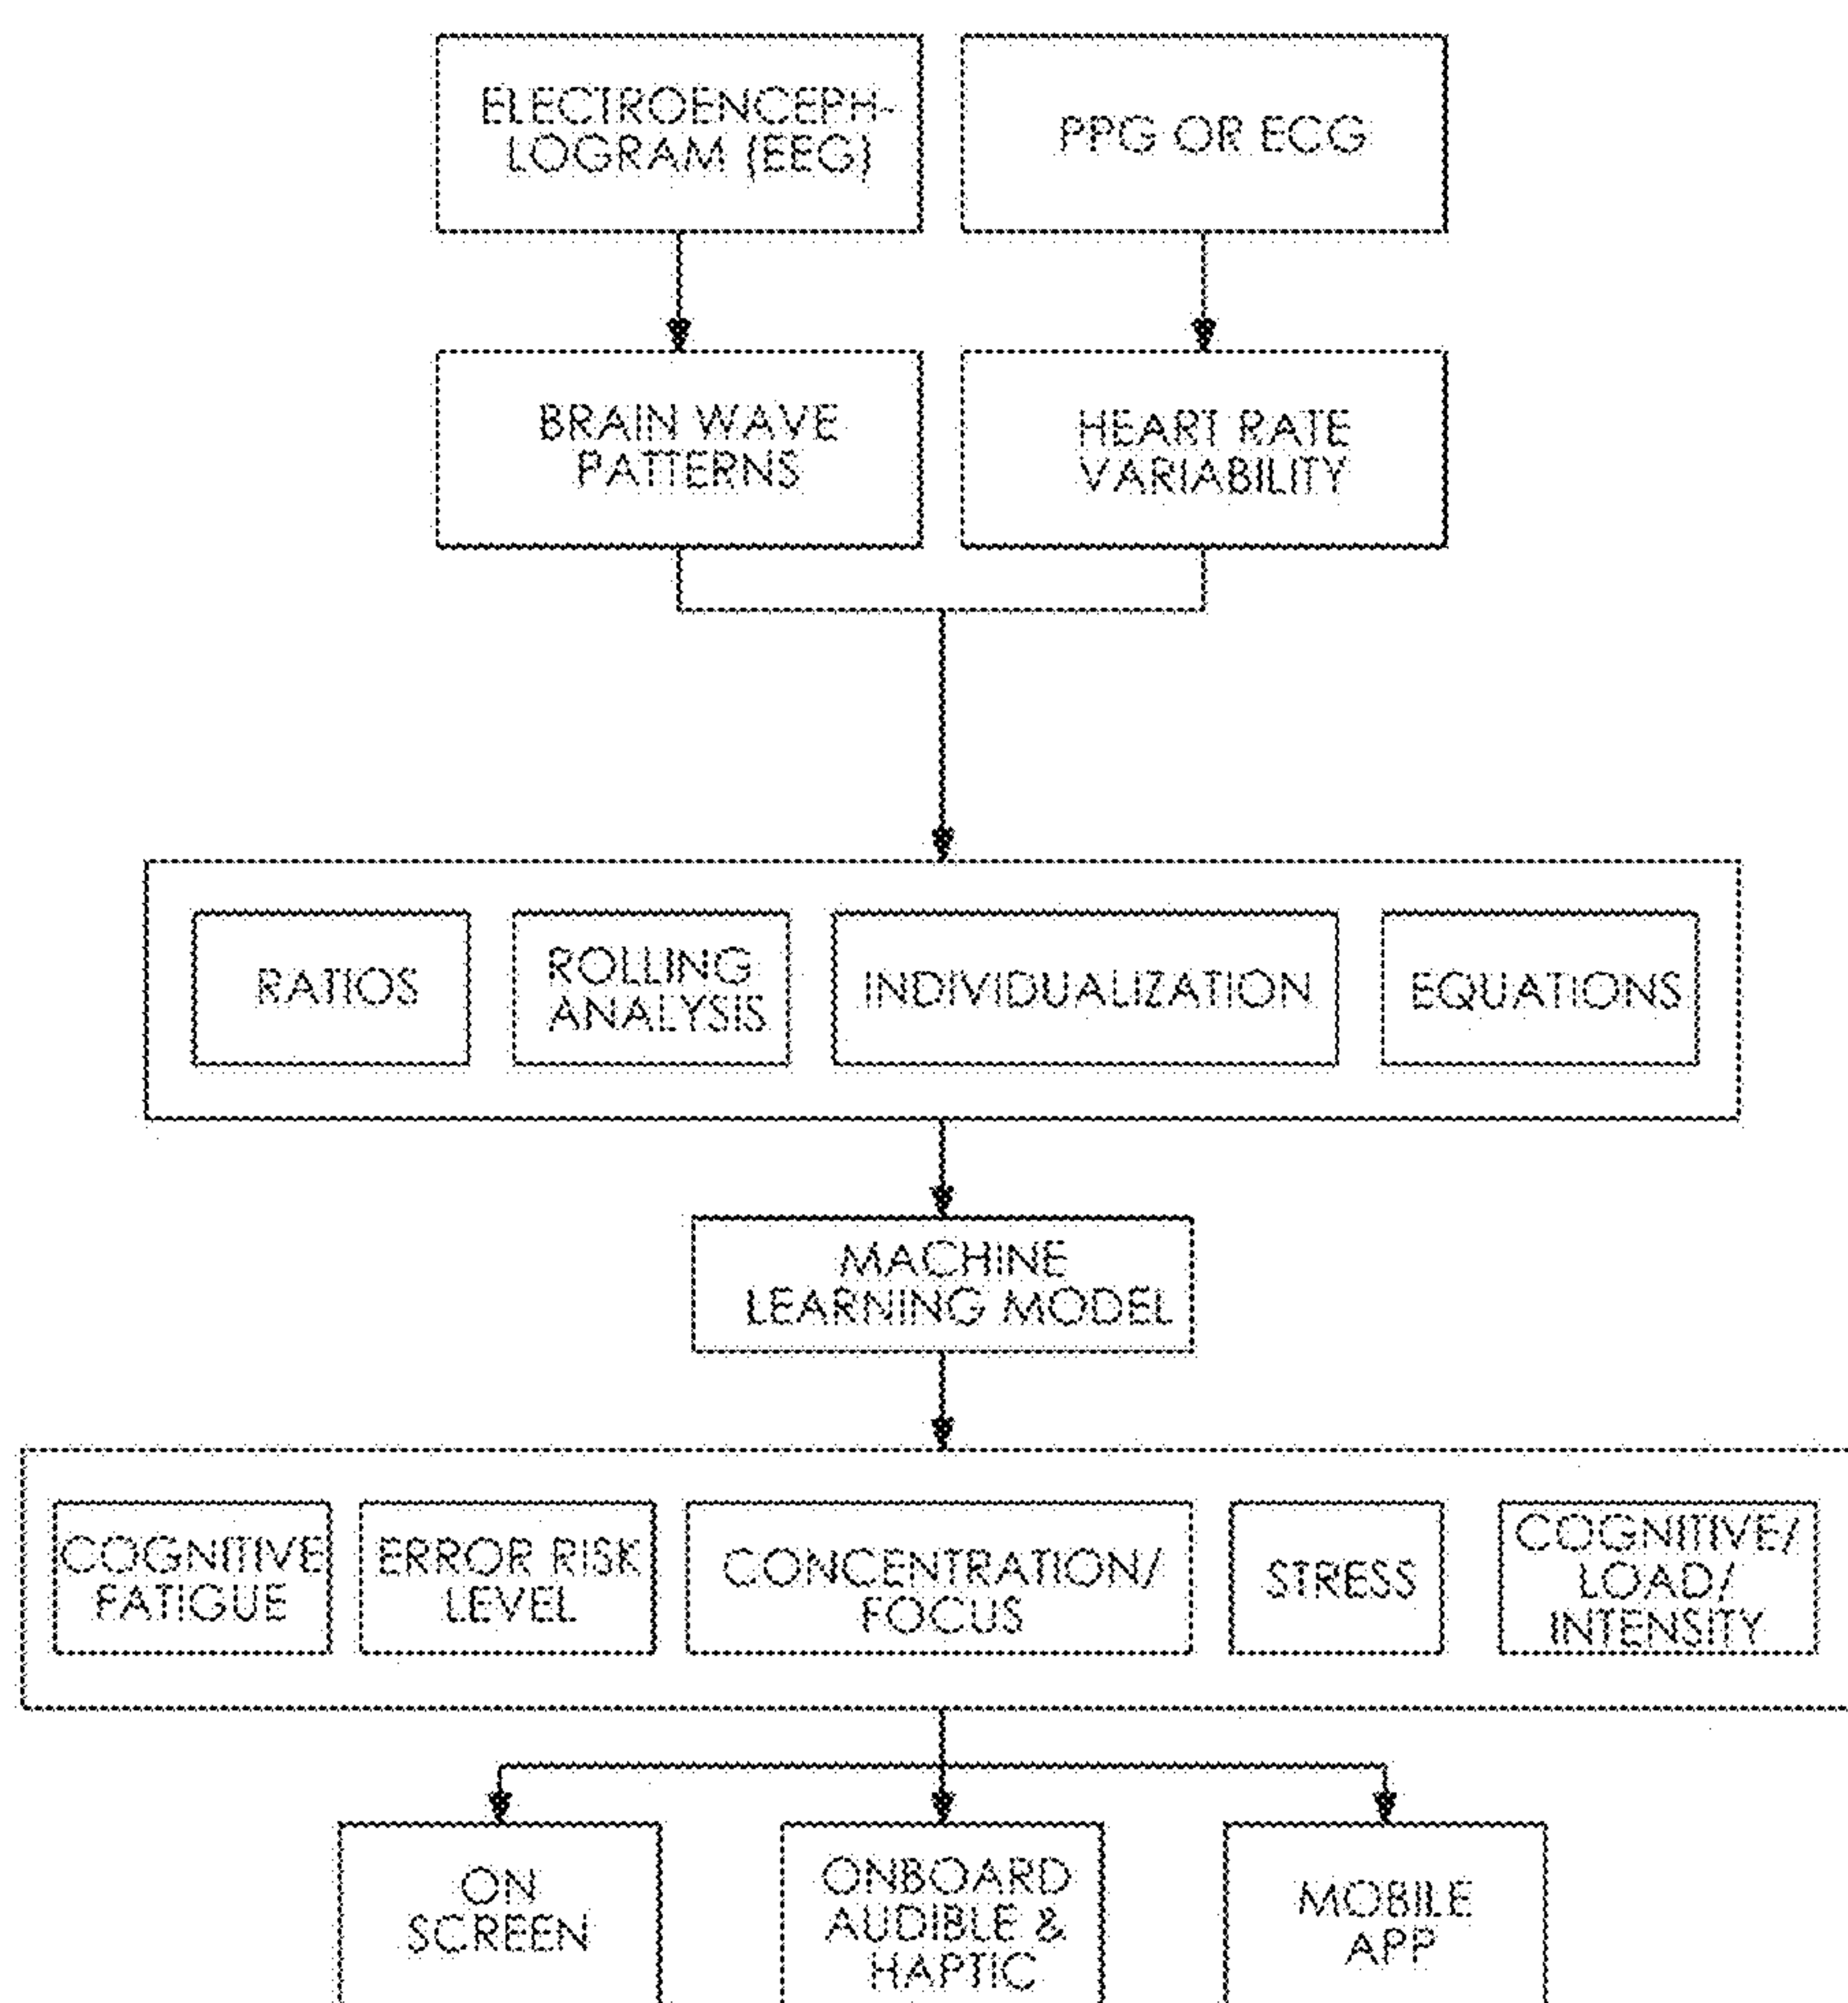 ELECTROENCEPH-
LOGRAM (EEG)
PPG OR ECG
BRAIN WAVE
PATTERNS
HEART RATE
VARIABILITY
RATIOS
ROLLING
ANALYSIS
INDIVIDUALIZATION
EQUATIONS
MACHINE
LEARNING MODEL
COGNITIVE
FATIGUE
ERROR RISK
LEVEL
CONCENTRATION/
FOCUS
STRESS
COGNITIVE/
LOAD/
INTENSITY
ON
SCREEN
ONBOARD
AUDIBLE &
HAPTIC
MOBILE
APP